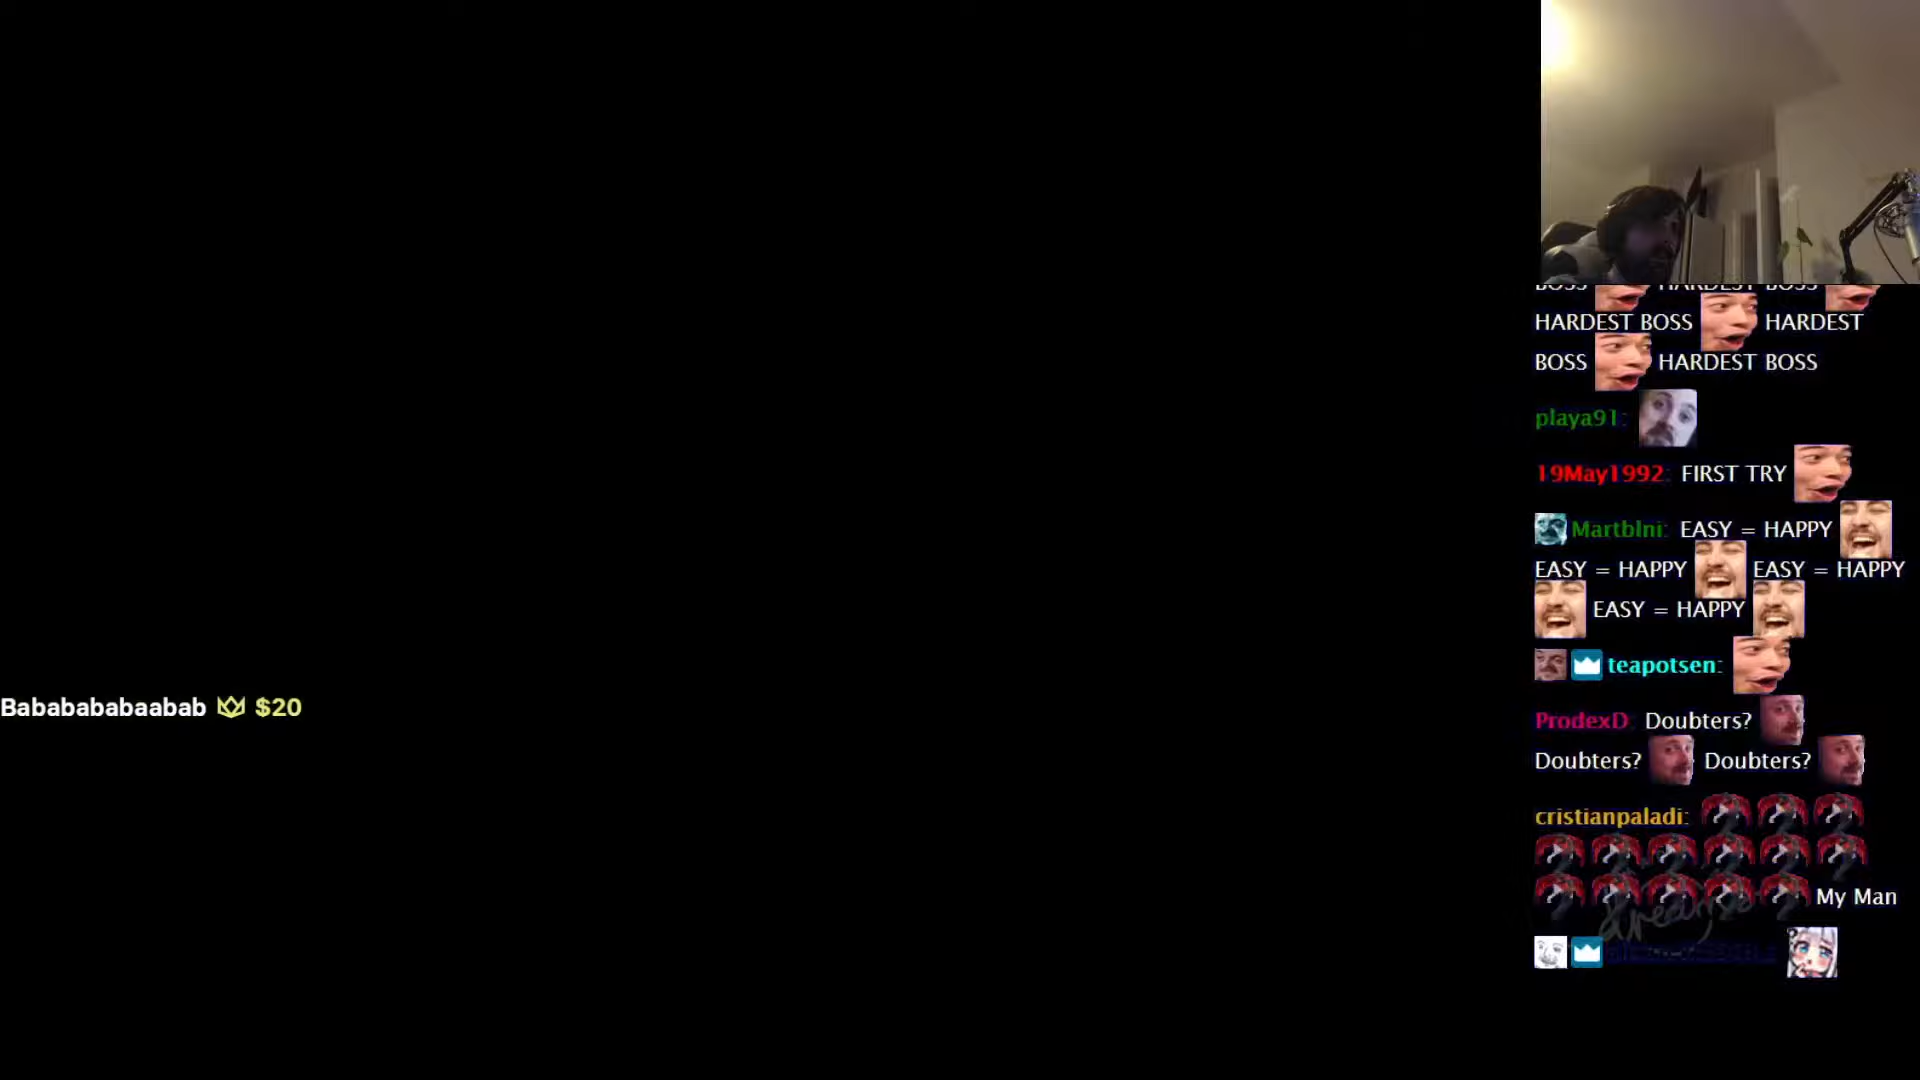 HARDEST BOSS HARDEST
BOSS HARDEST BOSS
playa91:
19May1992: FIRST TRY
Martblni: EASY = HAPPY
EASY = HAPPY EASY = HAPPY
EASY = HAPPY
teapotsen:
Bababababaabab $20
ProdexD: Doubters?
Doubters? Doubters?
cristianpaladi:
My Man